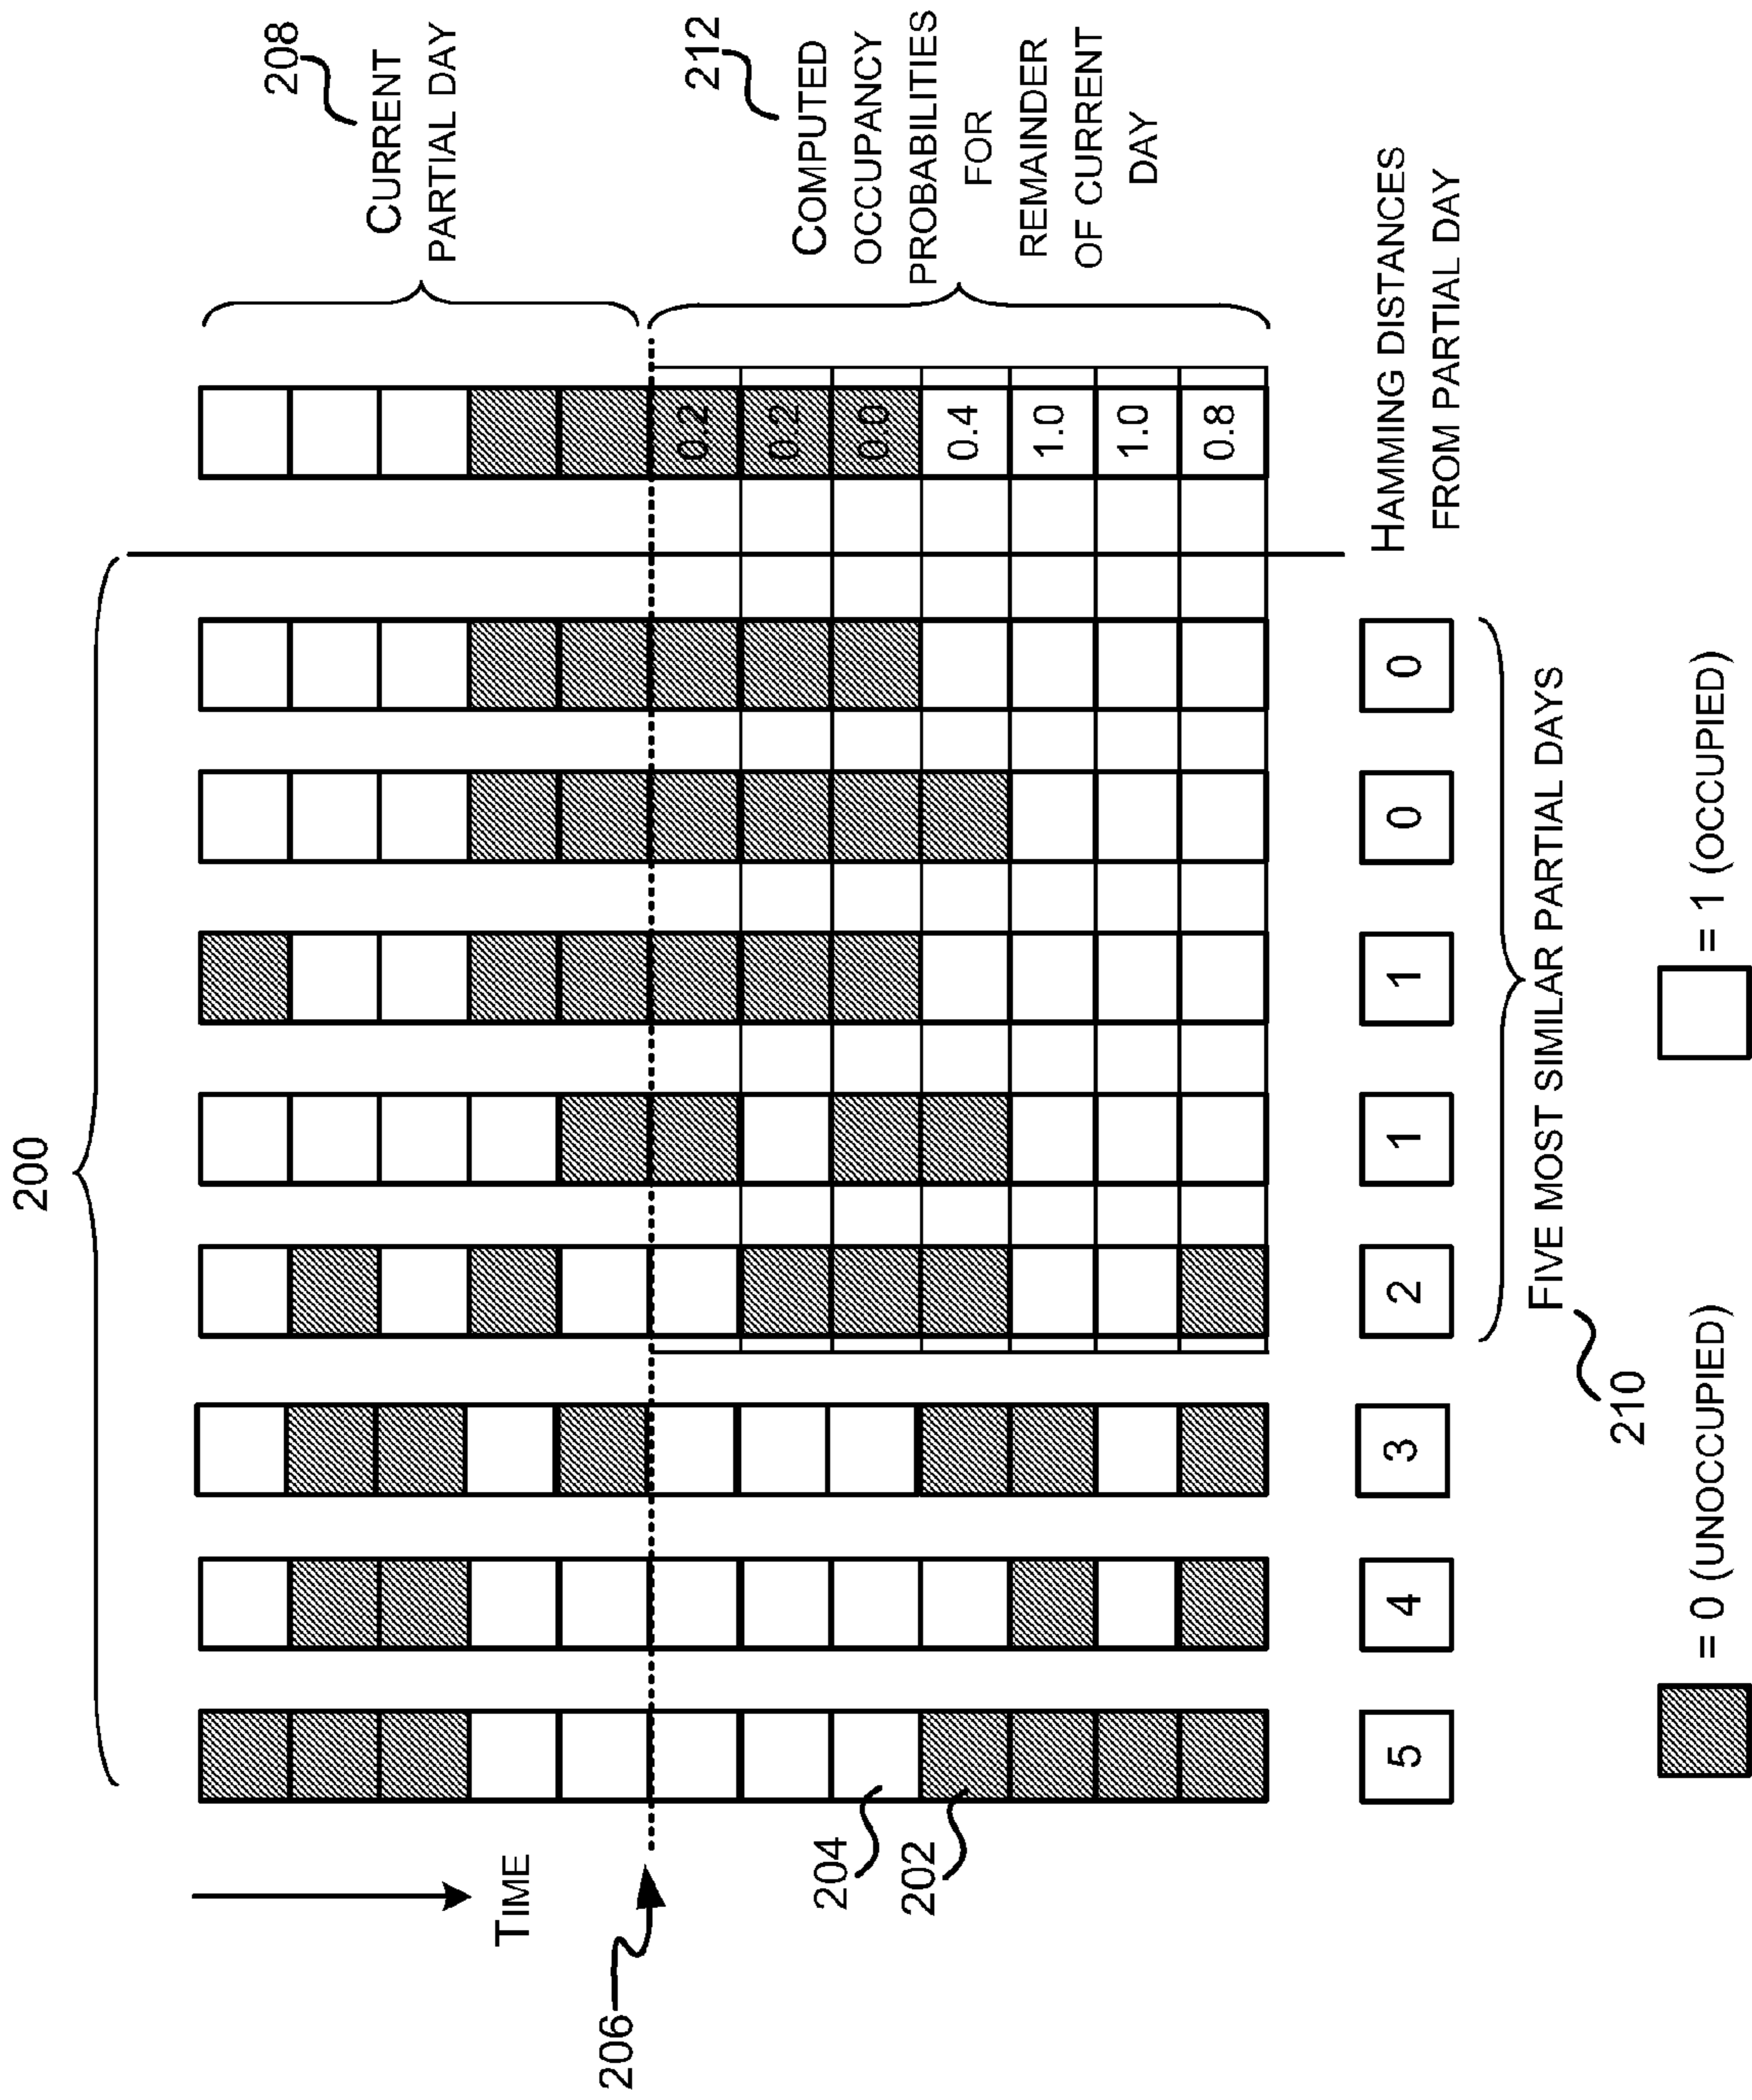 200
208
CURRENT
PARTIAL DAY
TIME
206
212
COMPUTED
OCCUPANCY
PROBABILITIES
FOR
REMAINDER
OF CURRENT
DAY
0.2
0.2
0.0
0.4
1.0
1.0
0.8
204
202
5 4 3 2 1 1 0 0
HAMMING DISTANCES
FROM PARTIAL DAY
FIVE MOST SIMILAR PARTIAL DAYS
210
= 0 (UNOCCUPIED)
= 1 (OCCUPIED)